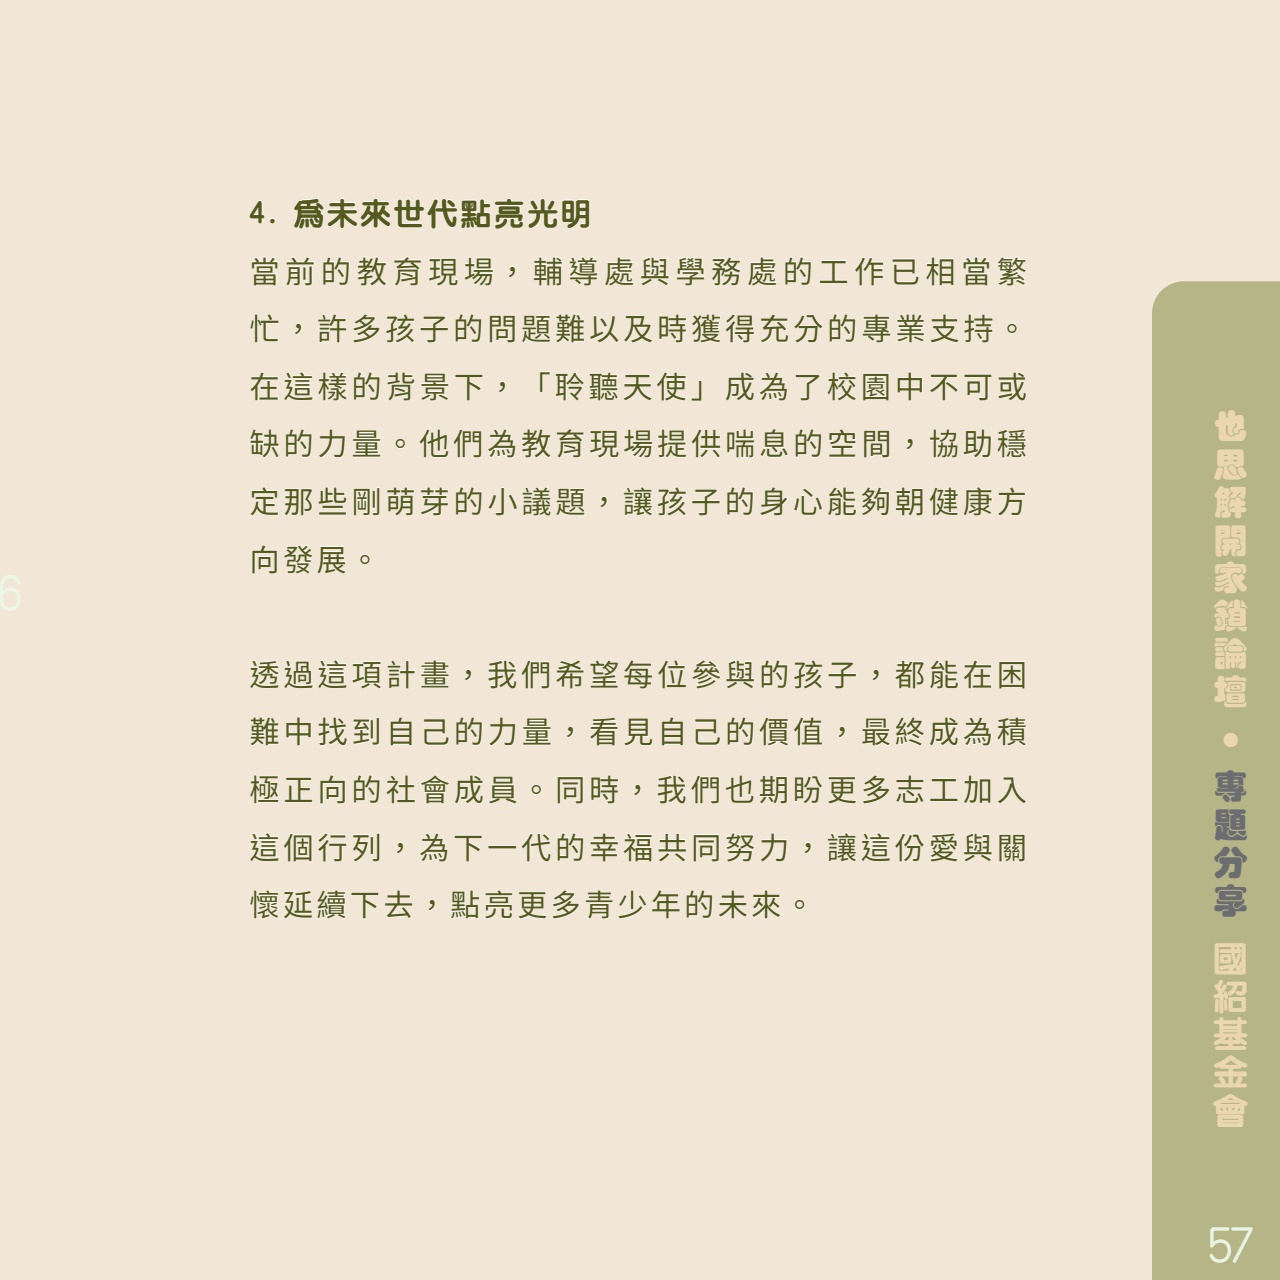 4. 為未來世代點亮光明
當前的教育現場，輔導處與學務處的工作已相當繁
忙，許多孩子的問題難以及時獲得充分的專業支持。
在這樣的背景下，「聆聽天使」成為了校園中不可或
缺的力量。他們為教育現場提供喘息的空間，協助穩
定那些剛萌芽的小議題，讓孩子的身心能夠朝健康方
向發展。
透過這項計畫，我們希望每位參與的孩子，都能在困
難中找到自己的力量，看見自己的價值，最終成為積
極正向的社會成員。同時，我們也期盼更多志工加入
這個行列，為下一代的幸福共同努力，讓這份愛與關
懷延續下去，點亮更多青少年的未來。
6
也思解開家鎖論壇 • 專題分享 國紹基金會
57